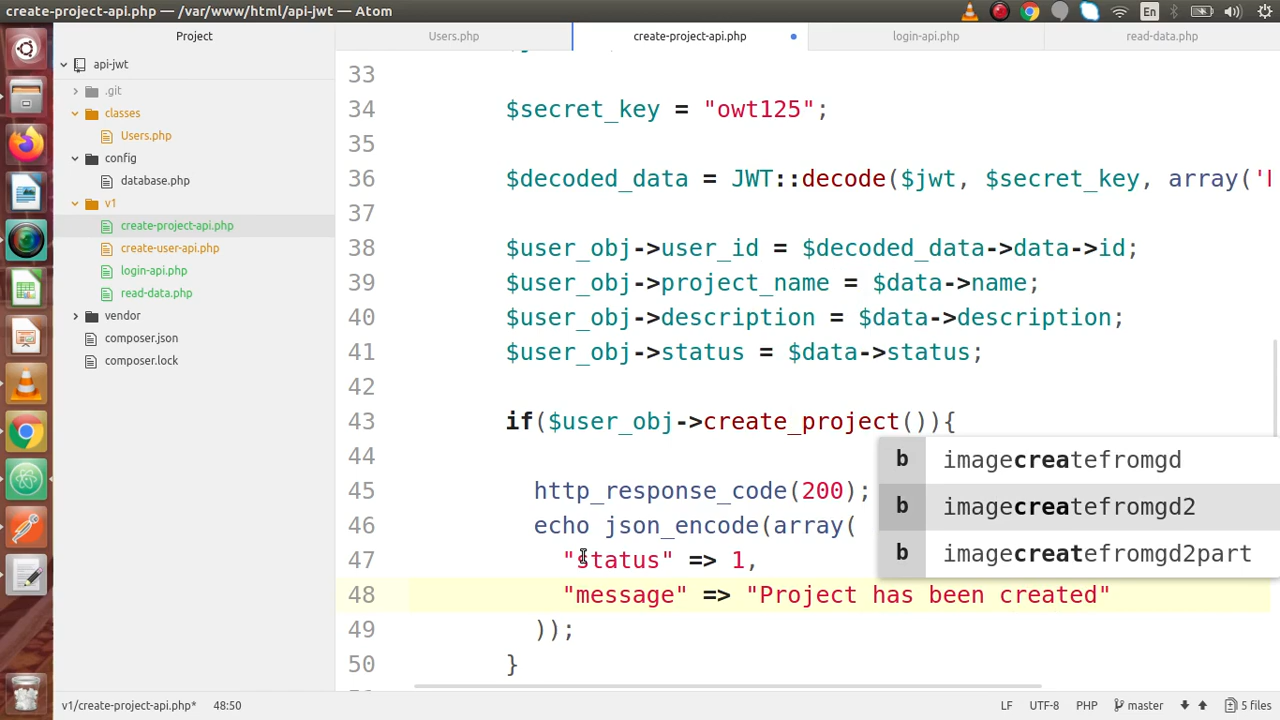 create-project-api.php — /var/www/html/api-jwt — Atom
En
Project
Users.php
create-project-api.php
login-api.php
read-data.php
api-jwt
.git
classes
Users.php
config
database.php
v1
create-project-api.php
create-user-api.php
login-api.php
read-data.php
vendor
composer.json
composer.lock
33
34 $secret_key = "owt125";
35
36 $decoded_data = JWT::decode($jwt, $secret_key, array('
37
38 $user_obj->user_id = $decoded_data->data->id;
39 $user_obj->project_name = $data->name;
40 $user_obj->description = $data->description;
41 $user_obj->status = $data->status;
42
43 if($user_obj->create_project()){
44
45 http_response_code(200);
46 echo json_encode(array(
47 "status" => 1,
48 "message" => "Project has been created"
49 ));
50 }
b imagecreatefromgd
b imagecreatefromgd2
b imagecreatefromgd2part
v1/create-project-api.php* 48:50
LF UTF-8 PHP master 5 files